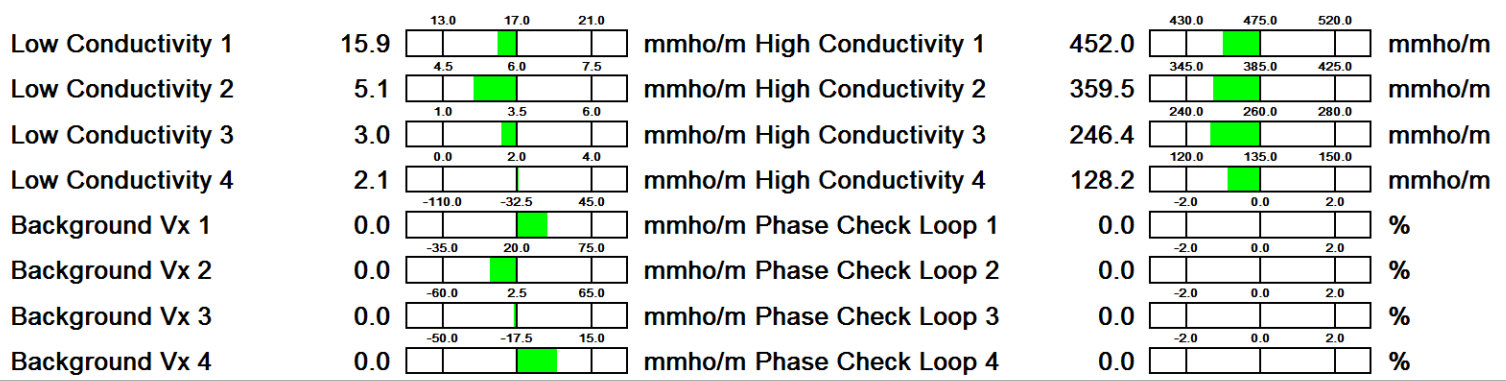 13.0 17.0 21.0 430.0 475.0 520.0
Low Conductivity 1 15.9 mmho/m High Conductivity 1 452.0 mmho/m
4.5 6.0 7.5 345.0 385.0 425.0
Low Conductivity 2 5.1 mmho/m High Conductivity 2 359.5 mmho/m
1.0 3.5 6.0 240.0 260.0 280.0
Low Conductivity 3 3.0 mmho/m High Conductivity 3 246.4 mmho/m
0.0 2.0 4.0 120.0 135.0 150.0
Low Conductivity 4 2.1 mmho/m High Conductivity 4 128.2 mmho/m
-110.0 -32.5 45.0 -2.0 0.0 2.0
Background Vx 1 0.0 mmho/m Phase Check Loop 1 0.0 %
-35.0 20.0 75.0 -2.0 0.0 2.0
Background Vx 2 0.0 mmho/m Phase Check Loop 2 0.0 %
-60.0 2.5 65.0 -2.0 0.0 2.0
Background Vx 3 0.0 mmho/m Phase Check Loop 3 0.0 %
-50.0 -17.5 15.0 -2.0 0.0 2.0
Background Vx 4 0.0 mmho/m Phase Check Loop 4 0.0 %